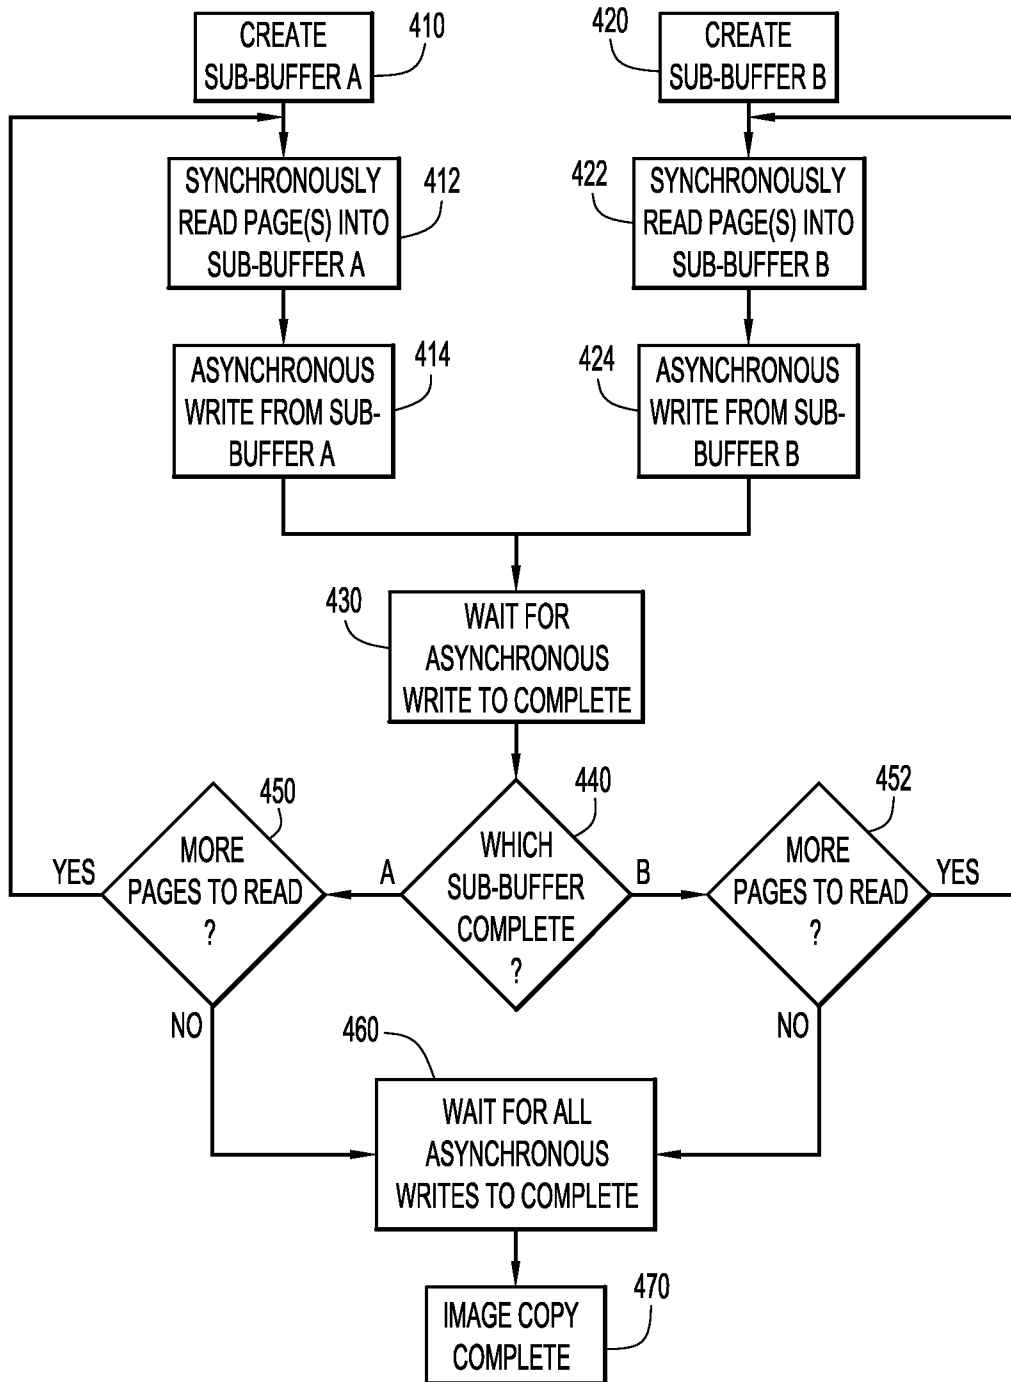 CREATE
SUB-BUFFER A
410
420
CREATE
SUB-BUFFER B
SYNCHRONOUSLY
READ PAGE(S) INTO
SUB-BUFFER A
412
422
SYNCHRONOUSLY
READ PAGE(S) INTO
SUB-BUFFER B
ASYNCHRONOUS
WRITE FROM SUB-
BUFFER A
414
424
ASYNCHRONOUS
WRITE FROM SUB-
BUFFER B
430
WAIT FOR
ASYNCHRONOUS
WRITE TO COMPLETE
450
MORE
PAGES TO READ
?
YES
NO
A
440
WHICH
SUB-BUFFER
COMPLETE
?
B
452
MORE
PAGES TO READ
?
YES
NO
460
WAIT FOR ALL
ASYNCHRONOUS
WRITES TO COMPLETE
470
IMAGE COPY
COMPLETE